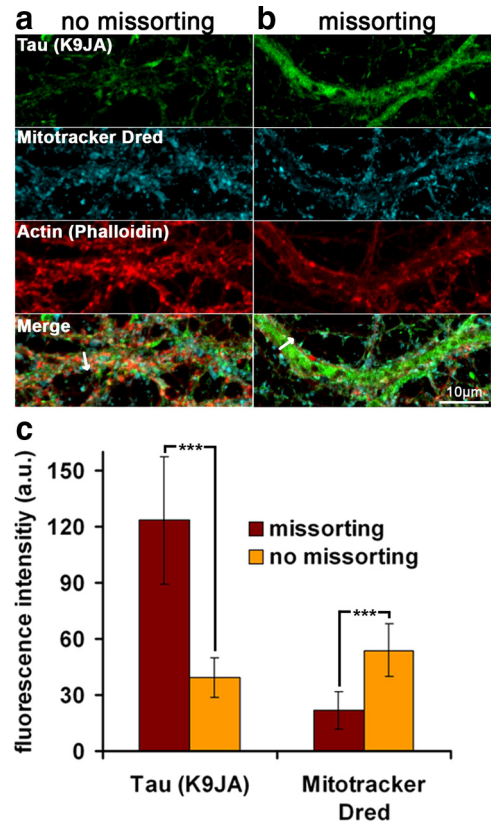 a no missorting
b missorting
Tau (K9JA)
Mitotracker Dred
Actin (Phalloidin)
Merge
10µm
c
fluorescence intensitiy (a.u.)
150
120
90
60
30
0
***
***
missorting
no missorting
Tau (K9JA)
Mitotracker
Dred